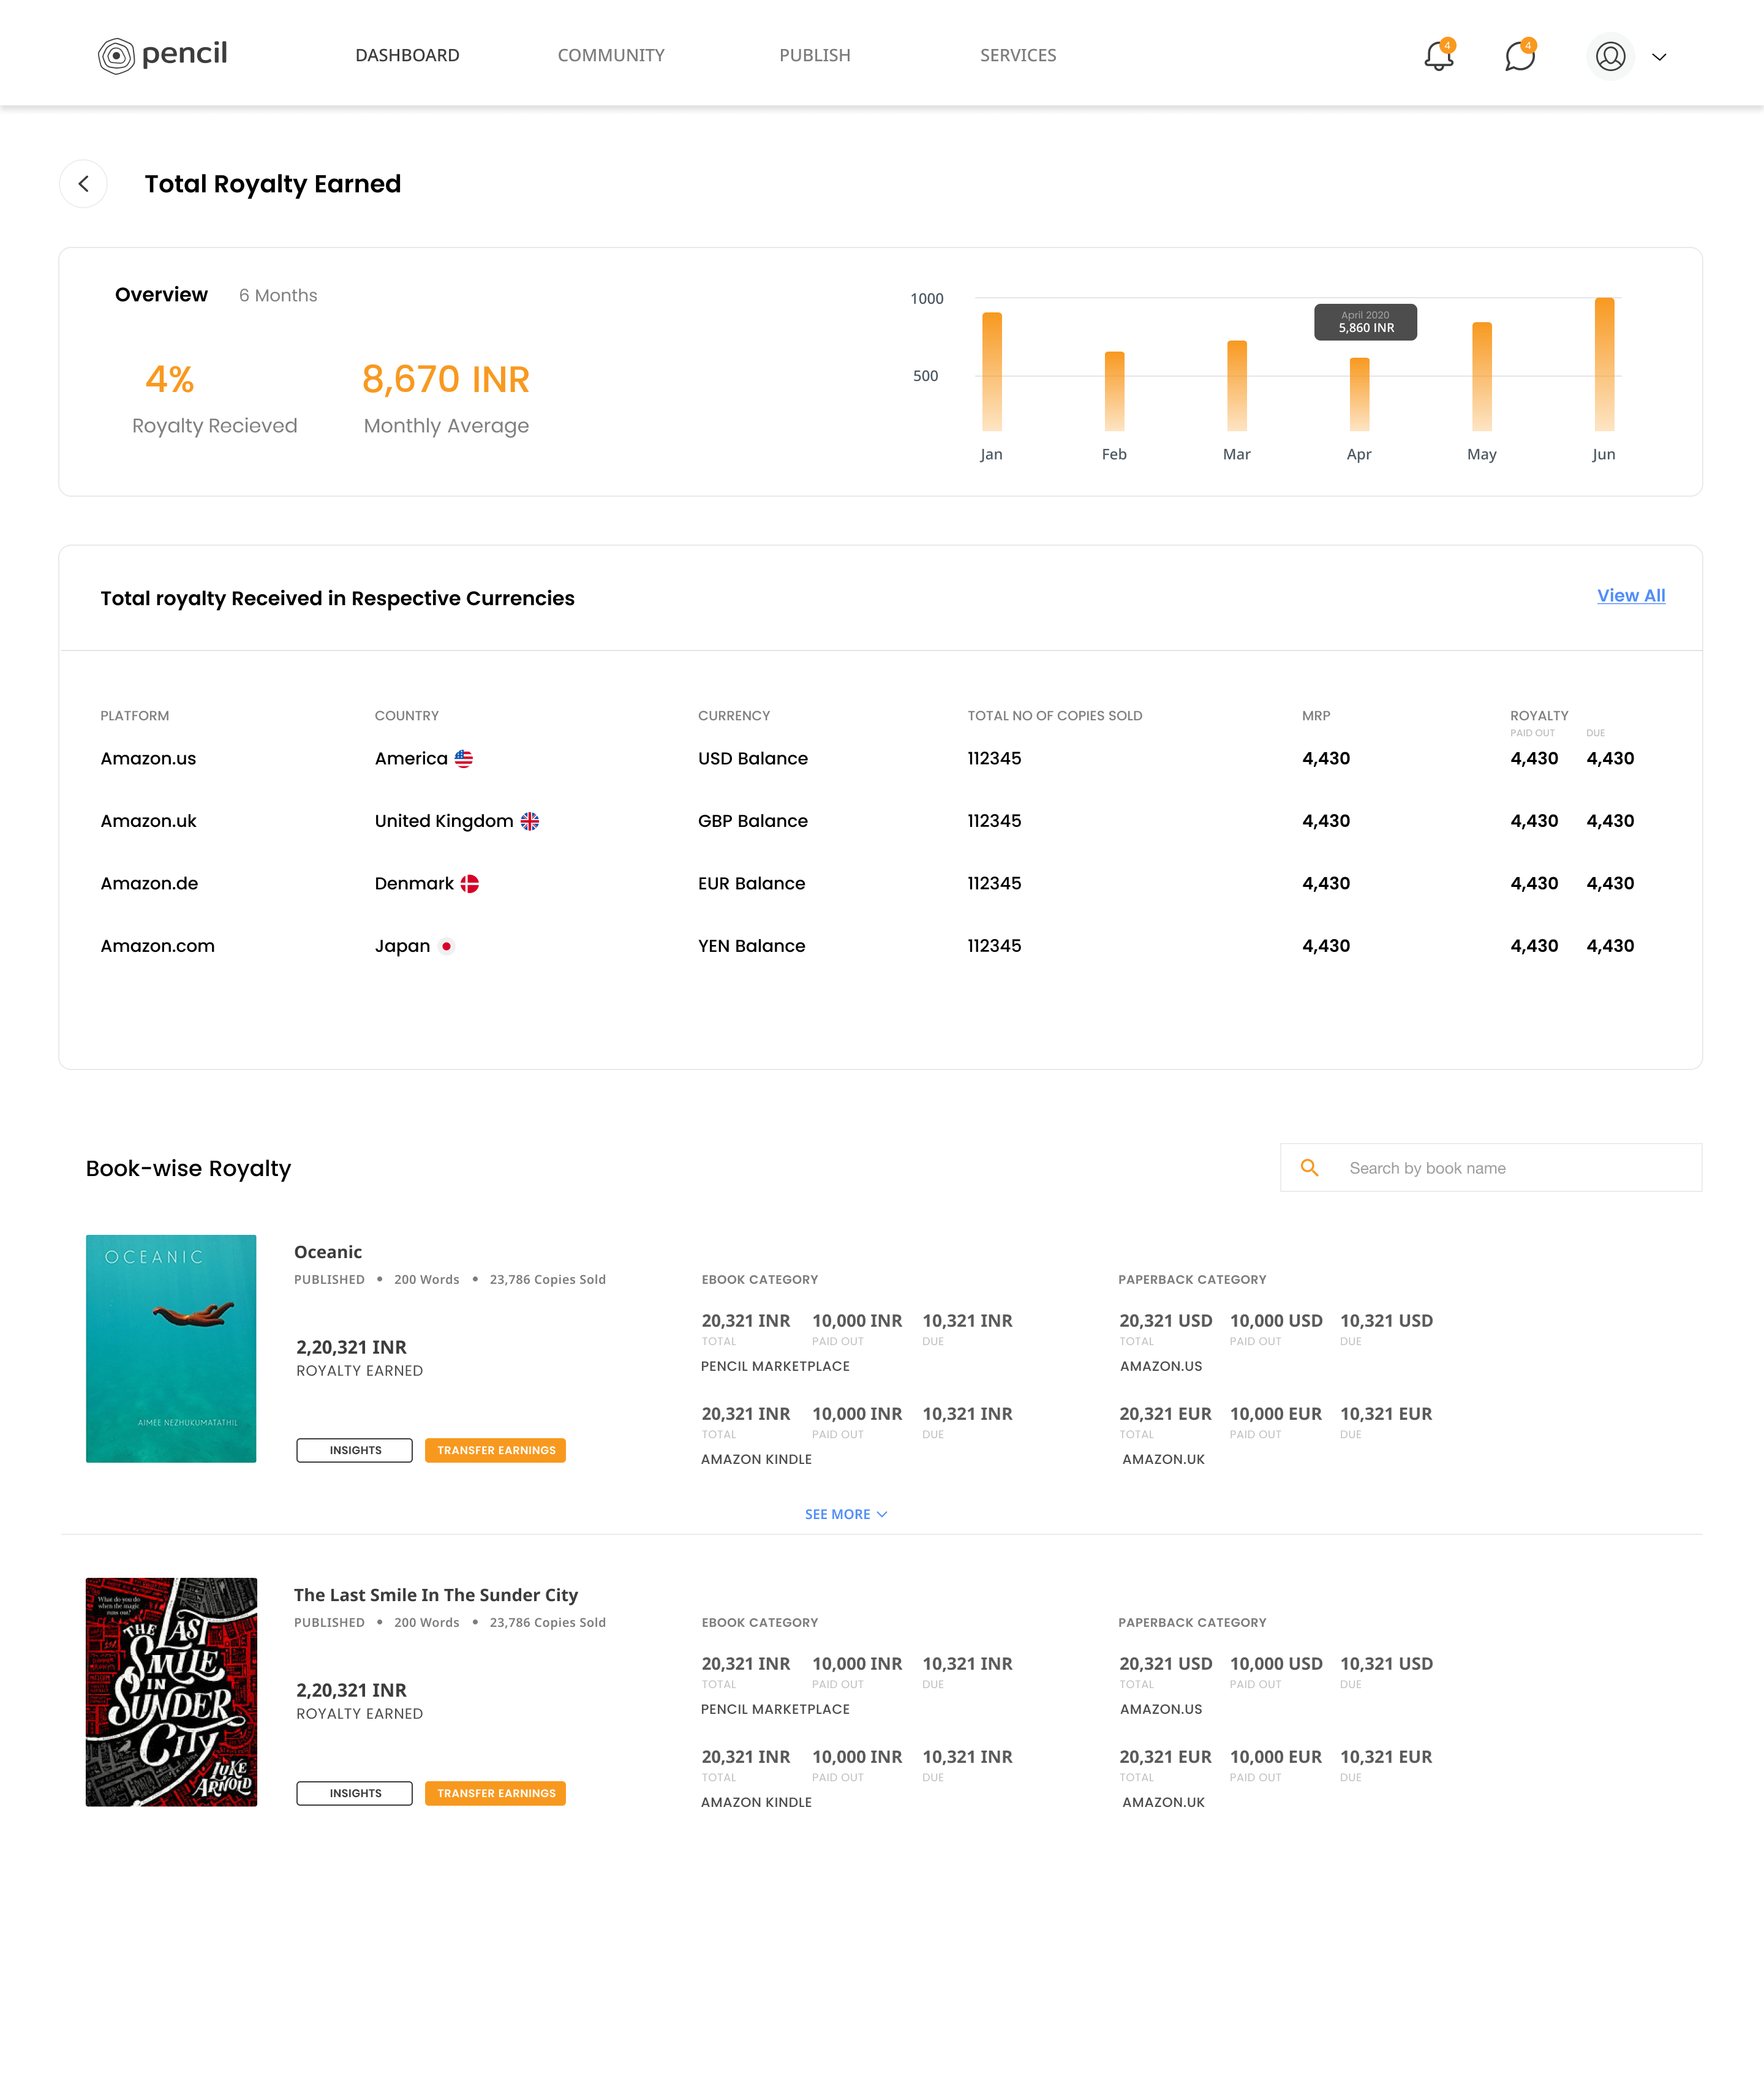 pencil
DASHBOARD COMMUNITY PUBLISH SERVICES 4 4
Total Royalty Earned
Overview 6 Months
4% 8,670 INR
Royalty Recieved Monthly Average
1000
500
April 2020
5,860 INR
Jan Feb Mar Apr May Jun
Total royalty Received in Respective Currencies View All
PLATFORM COUNTRY CURRENCY TOTAL NO OF COPIES SOLD MRP ROYALTY
PAID OUT DUE
Amazon.us America USD Balance 112345 4,430 4,430 4,430
Amazon.uk United Kingdom GBP Balance 112345 4,430 4,430 4,430
Amazon.de Denmark EUR Balance 112345 4,430 4,430 4,430
Amazon.com Japan YEN Balance 112345 4,430 4,430 4,430
Book-wise Royalty Search by book name
OCEANIC
AIMEE NEZHUKUMATATHIL
Oceanic
PUBLISHED • 200 Words • 23,786 Copies Sold
2,20,321 INR
ROYALTY EARNED
INSIGHTS TRANSFER EARNINGS
EBOOK CATEGORY
20,321 INR 10,000 INR 10,321 INR
TOTAL PAID OUT DUE
PENCIL MARKETPLACE
20,321 INR 10,000 INR 10,321 INR
TOTAL PAID OUT DUE
AMAZON KINDLE
PAPERBACK CATEGORY
20,321 USD 10,000 USD 10,321 USD
TOTAL PAID OUT DUE
AMAZON.US
20,321 EUR 10,000 EUR 10,321 EUR
TOTAL PAID OUT DUE
AMAZON.UK
SEE MORE
What do you do
when the magic
runs out?
THE LAST
SMILE
IN
SUNDER
CITY
LUKE
ARNOLD
The Last Smile In The Sunder City
PUBLISHED • 200 Words • 23,786 Copies Sold
2,20,321 INR
ROYALTY EARNED
INSIGHTS TRANSFER EARNINGS
EBOOK CATEGORY
20,321 INR 10,000 INR 10,321 INR
TOTAL PAID OUT DUE
PENCIL MARKETPLACE
20,321 INR 10,000 INR 10,321 INR
TOTAL PAID OUT DUE
AMAZON KINDLE
PAPERBACK CATEGORY
20,321 USD 10,000 USD 10,321 USD
TOTAL PAID OUT DUE
AMAZON.US
20,321 EUR 10,000 EUR 10,321 EUR
TOTAL PAID OUT DUE
AMAZON.UK